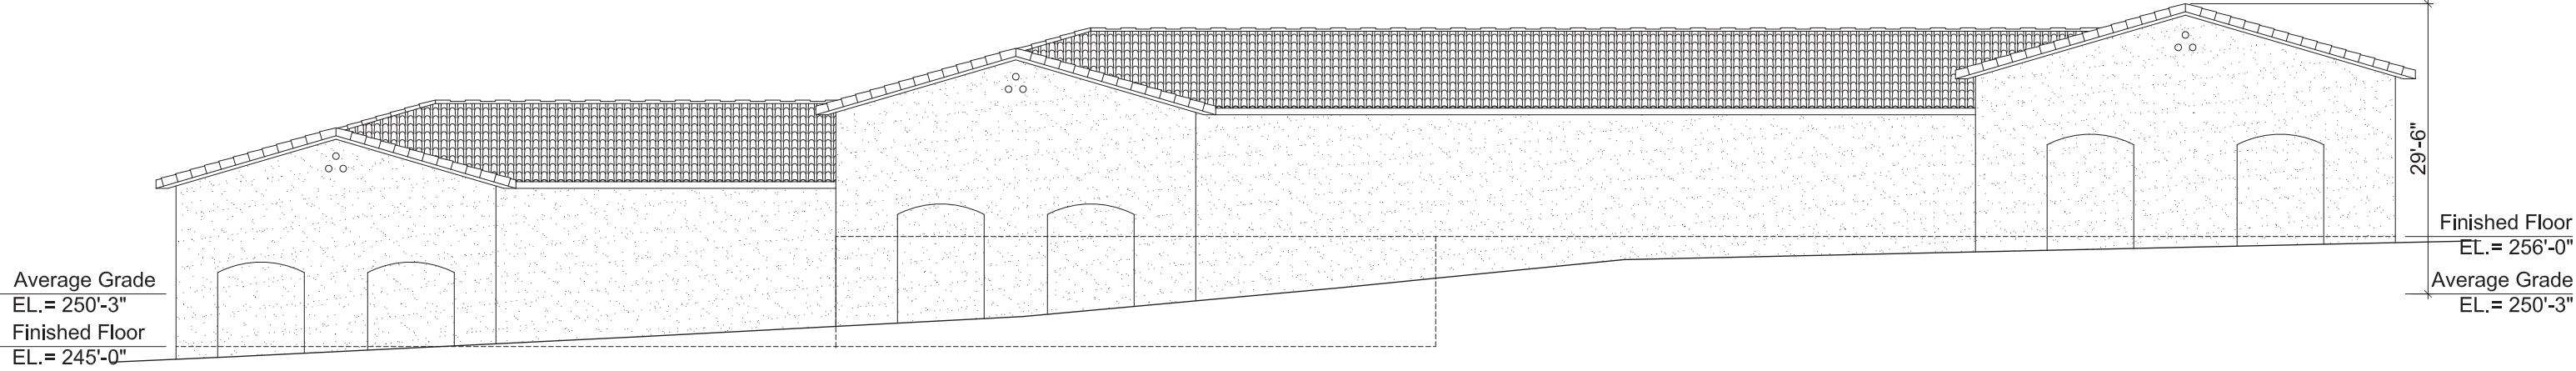 29'-6"
Finished Floor
EL.= 256'-0"
Average Grade
EL.= 250'-3"
Average Grade
EL.= 250'-3"
Finished Floor
EL.= 245'-0"